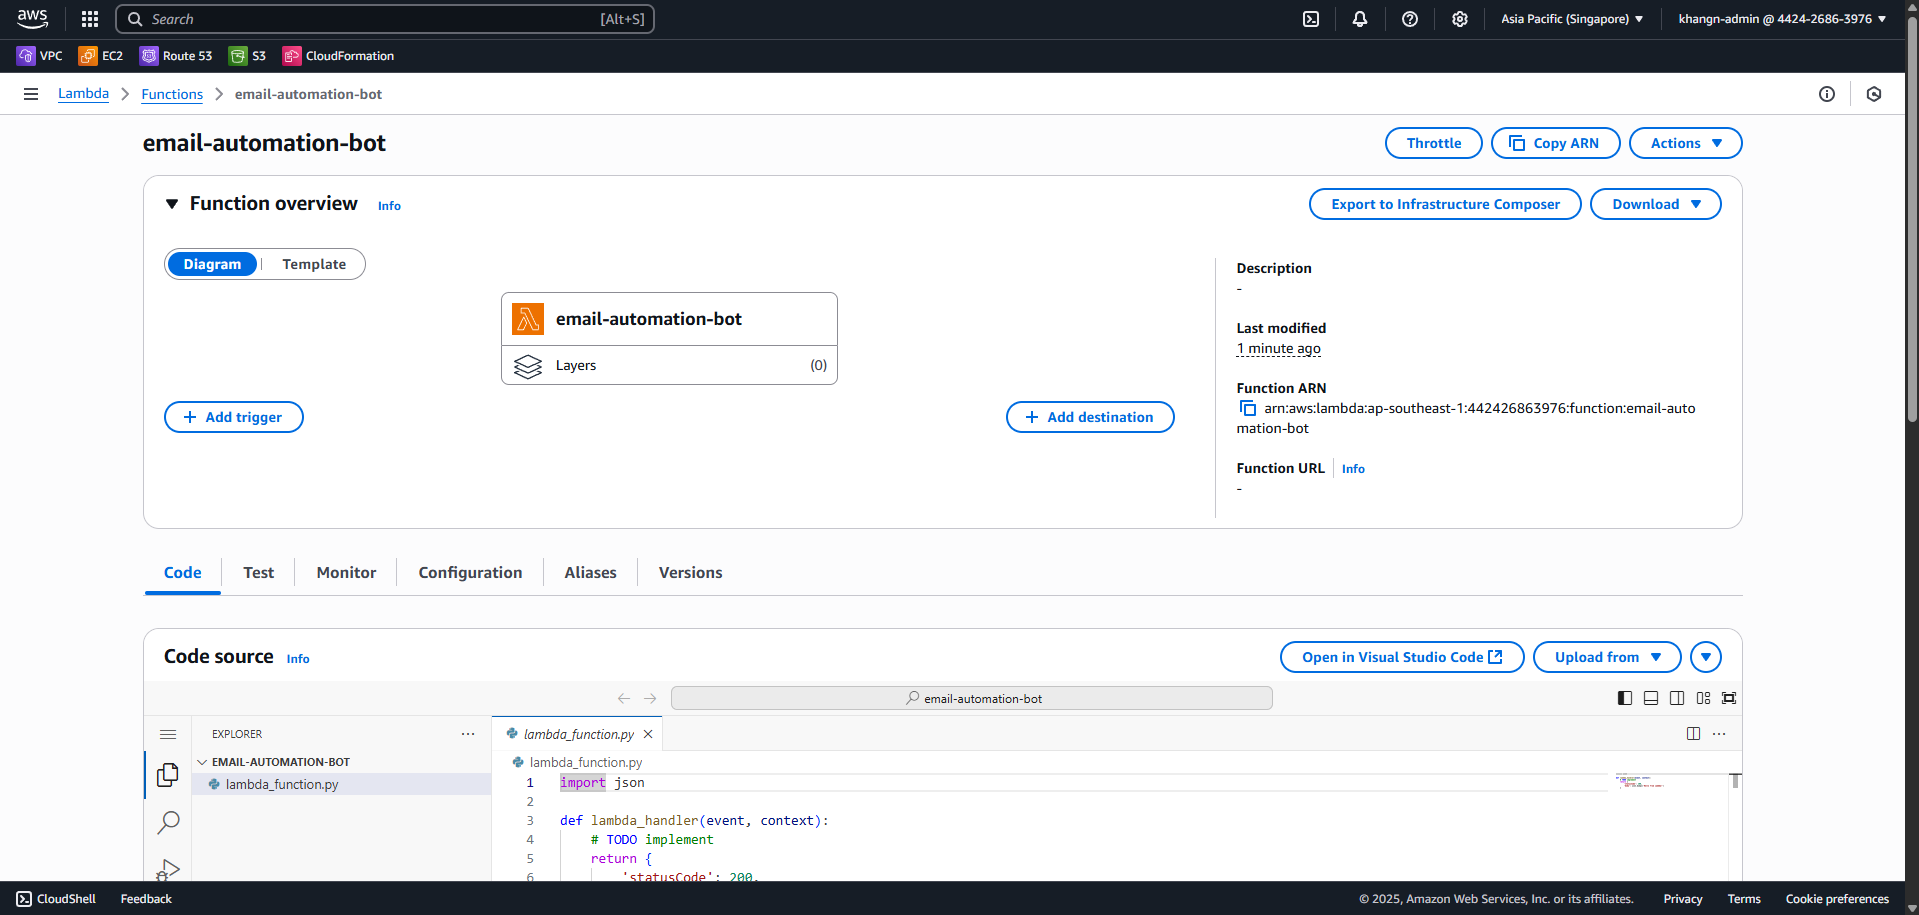 aws
Search
[Alt+S]
Asia Pacific (Singapore)
khangn-admin @ 4424-2686-3976
VPC
EC2
Route 53
S3
CloudFormation
Lambda
Functions
email-automation-bot
email-automation-bot
Throttle
Copy ARN
Actions
Function overview
Info
Export to Infrastructure Composer
Download
Diagram
Template
email-automation-bot
Layers
(0)
Add trigger
Add destination
Description
-
Last modified
1 minute ago
Function ARN
arn:aws:lambda:ap-southeast-1:442426863976:function:email-auto
mation-bot
Function URL
Info
-
Code
Test
Monitor
Configuration
Aliases
Versions
Code source
Info
Open in Visual Studio Code
Upload from
email-automation-bot
EXPLORER
EMAIL-AUTOMATION-BOT
lambda_function.py
lambda_function.py
lambda_function.py
1 import json
2
3 def lambda_handler(event, context):
4 # TODO implement
5 return {
6 'statusCode': 200,
CloudShell
Feedback
© 2025, Amazon Web Services, Inc. or its affiliates.
Privacy
Terms
Cookie preferences